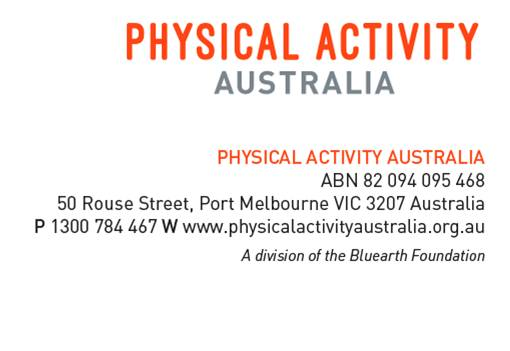 PHYSICAL ACTIVITY
AUSTRALIA
PHYSICAL ACTIVITY AUSTRALIA
ABN 82 094 095 468
50 Rouse Street, Port Melbourne VIC 3207 Australia
P 1300 784 467 W www.physicalactivityaustralia.org.au
A division of the Bluearth Foundation